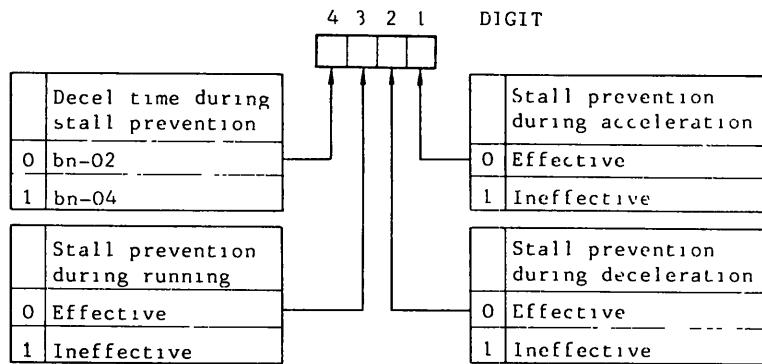 4 3 2 1 DIGIT
Decel time during
stall prevention
0 bn-02
1 bn-04
Stall prevention
during running
0 Effective
1 Ineffective
Stall prevention
during acceleration
0 Effective
1 Ineffective
Stall prevention
during deceleration
0 Effective
1 Ineffective